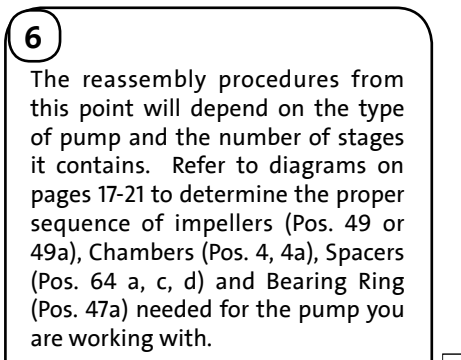 6
The reassembly procedures from
this point will depend on the type
of pump and the number of stages
it contains.  Refer to diagrams on
pages 17-21 to determine the proper
sequence of impellers (Pos. 49 or
49a), Chambers (Pos. 4, 4a), Spacers
(Pos. 64 a, c, d) and Bearing Ring
(Pos. 47a) needed for the pump you
are working with.